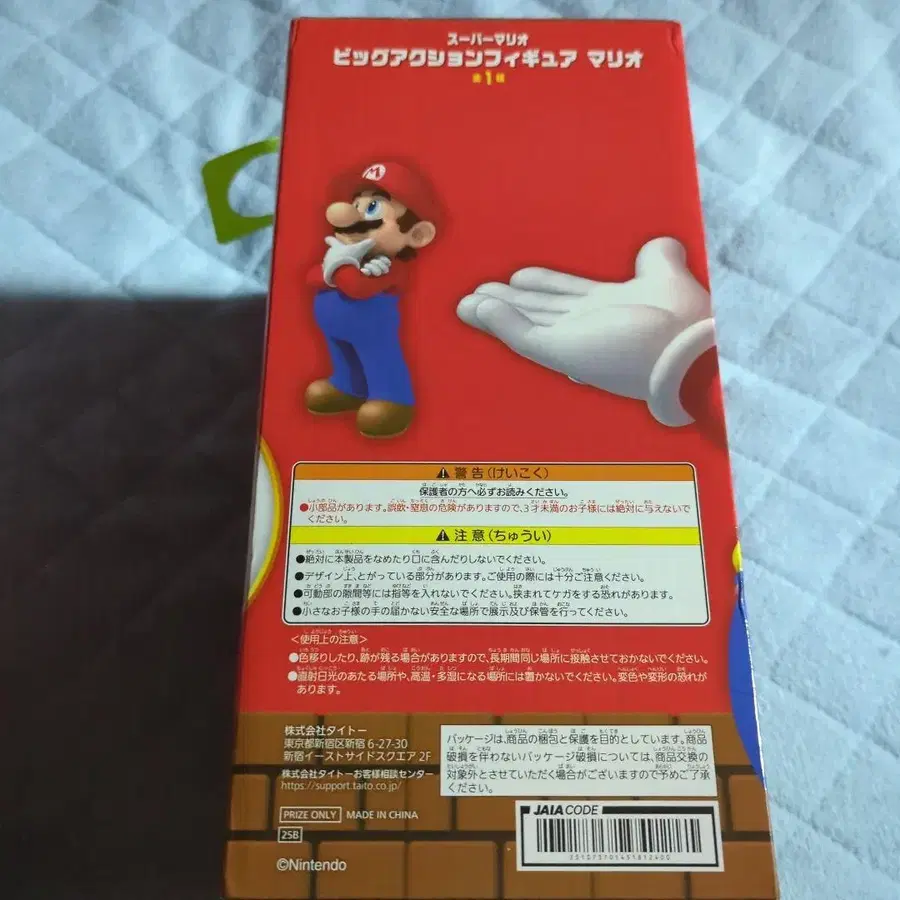 スーパーマリオ
ビッグアクションフィギュア マリオ
全1種
M
警告(けいこく)
保護者の方へ必ずお読みください。
●小部品があります。誤飲・窒息の危険がありますので、3才未満のお子様には絶対に与えないで
ください。
注意(ちゅうい)
●絶対に本製品をなめたり口に含んだりしないでください。
●デザイン上、とがっている部分があります。ご使用の際には十分ご注意ください。
●可動部の隙間等には指等を入れないでください。挟まれてケガをする恐れがあります。
●小さなお子様の手の届かない安全な場所で展示及び保管を行ってください。
<使用上の注意>
●色移りしたり、跡が残る場合がありますので、長期間同じ場所に接触させておかないでください。
●直射日光のあたる場所や、高温・多湿になる場所には置かないでください。変色や変形の恐れが
あります。
株式会社タイトー
東京都新宿区新宿 6-27-30
新宿イーストサイドスクエア 2F
株式会社タイトーお客様相談センター
https://support.taito.co.jp/
PRIZE ONLY MADE IN CHINA
25B
©Nintendo
パッケージは、商品の梱包と保護を目的としています。商品
破損を伴わないパッケージ破損については、商品交換の
対象外とさせていただく場合がございますので予めご了承
ください。
JAIA CODE